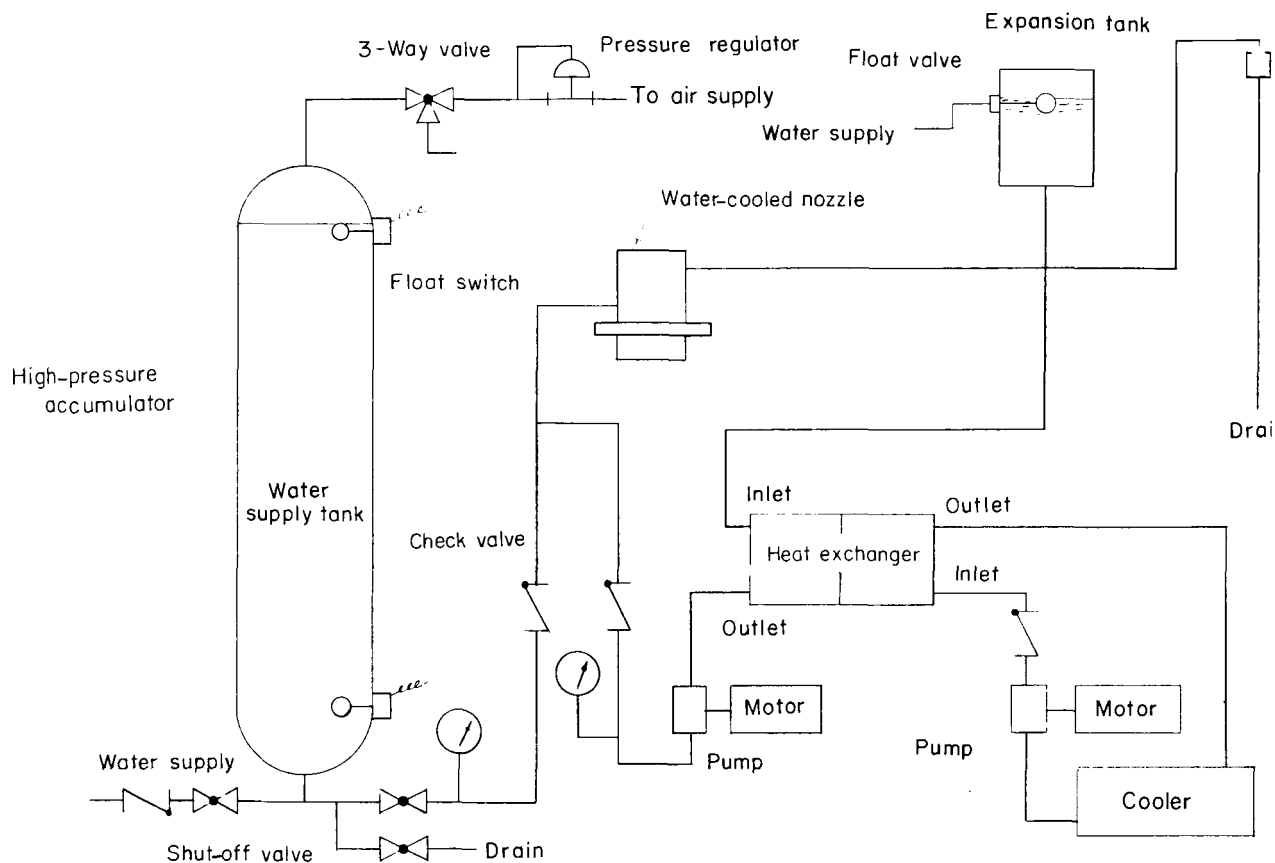 Expansion tank
3-Way valve
Pressure regulator
Float valve
To air supply
Water supply
Water-cooled nozzle
Float switch
High-pressure
accumulator
Drai
Water
supply tank
Inlet
Outlet
Check valve
Heat exchanger
Inlet
Outlet
Motor
Motor
Pump
Pump
Water supply
Cooler
Shut-off valve
Drain